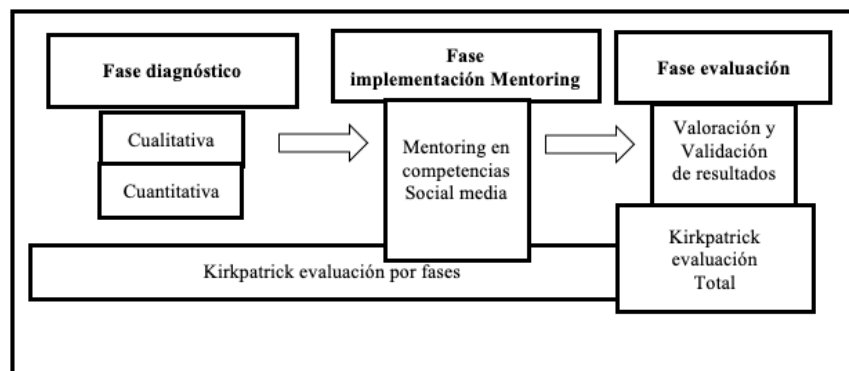 Fase diagnóstico
Cualitativa
Cuantitativa
Fase
implementación Mentoring
Mentoring en
competencias
Social media
Fase evaluación
Valoración y
Validación
de resultados
Kirkpatrick
evaluación
Total
Kirkpatrick evaluación por fases